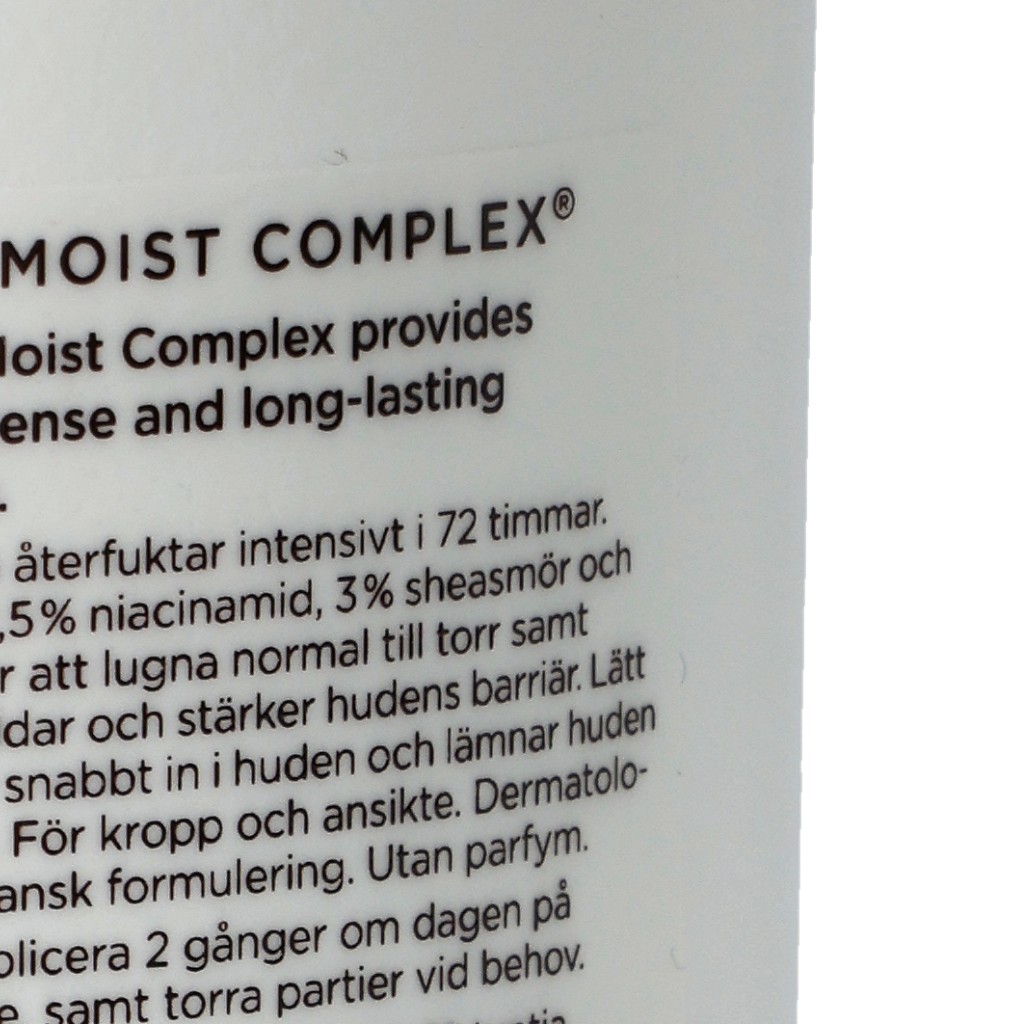 MOIST COMPLEX®
Moist Complex provides
ense and long-lasting
.
återfuktar intensivt i 72 timmar.
,5% niacinamid, 3% sheasmör och
r att lugna normal till torr samt
dar och stärker hudens barriär. Lätt
snabbt in i huden och lämnar huden
För kropp och ansikte. Dermatolo-
ansk formulering. Utan parfym.
plicera 2 gånger om dagen på
e, samt torra partier vid behov.